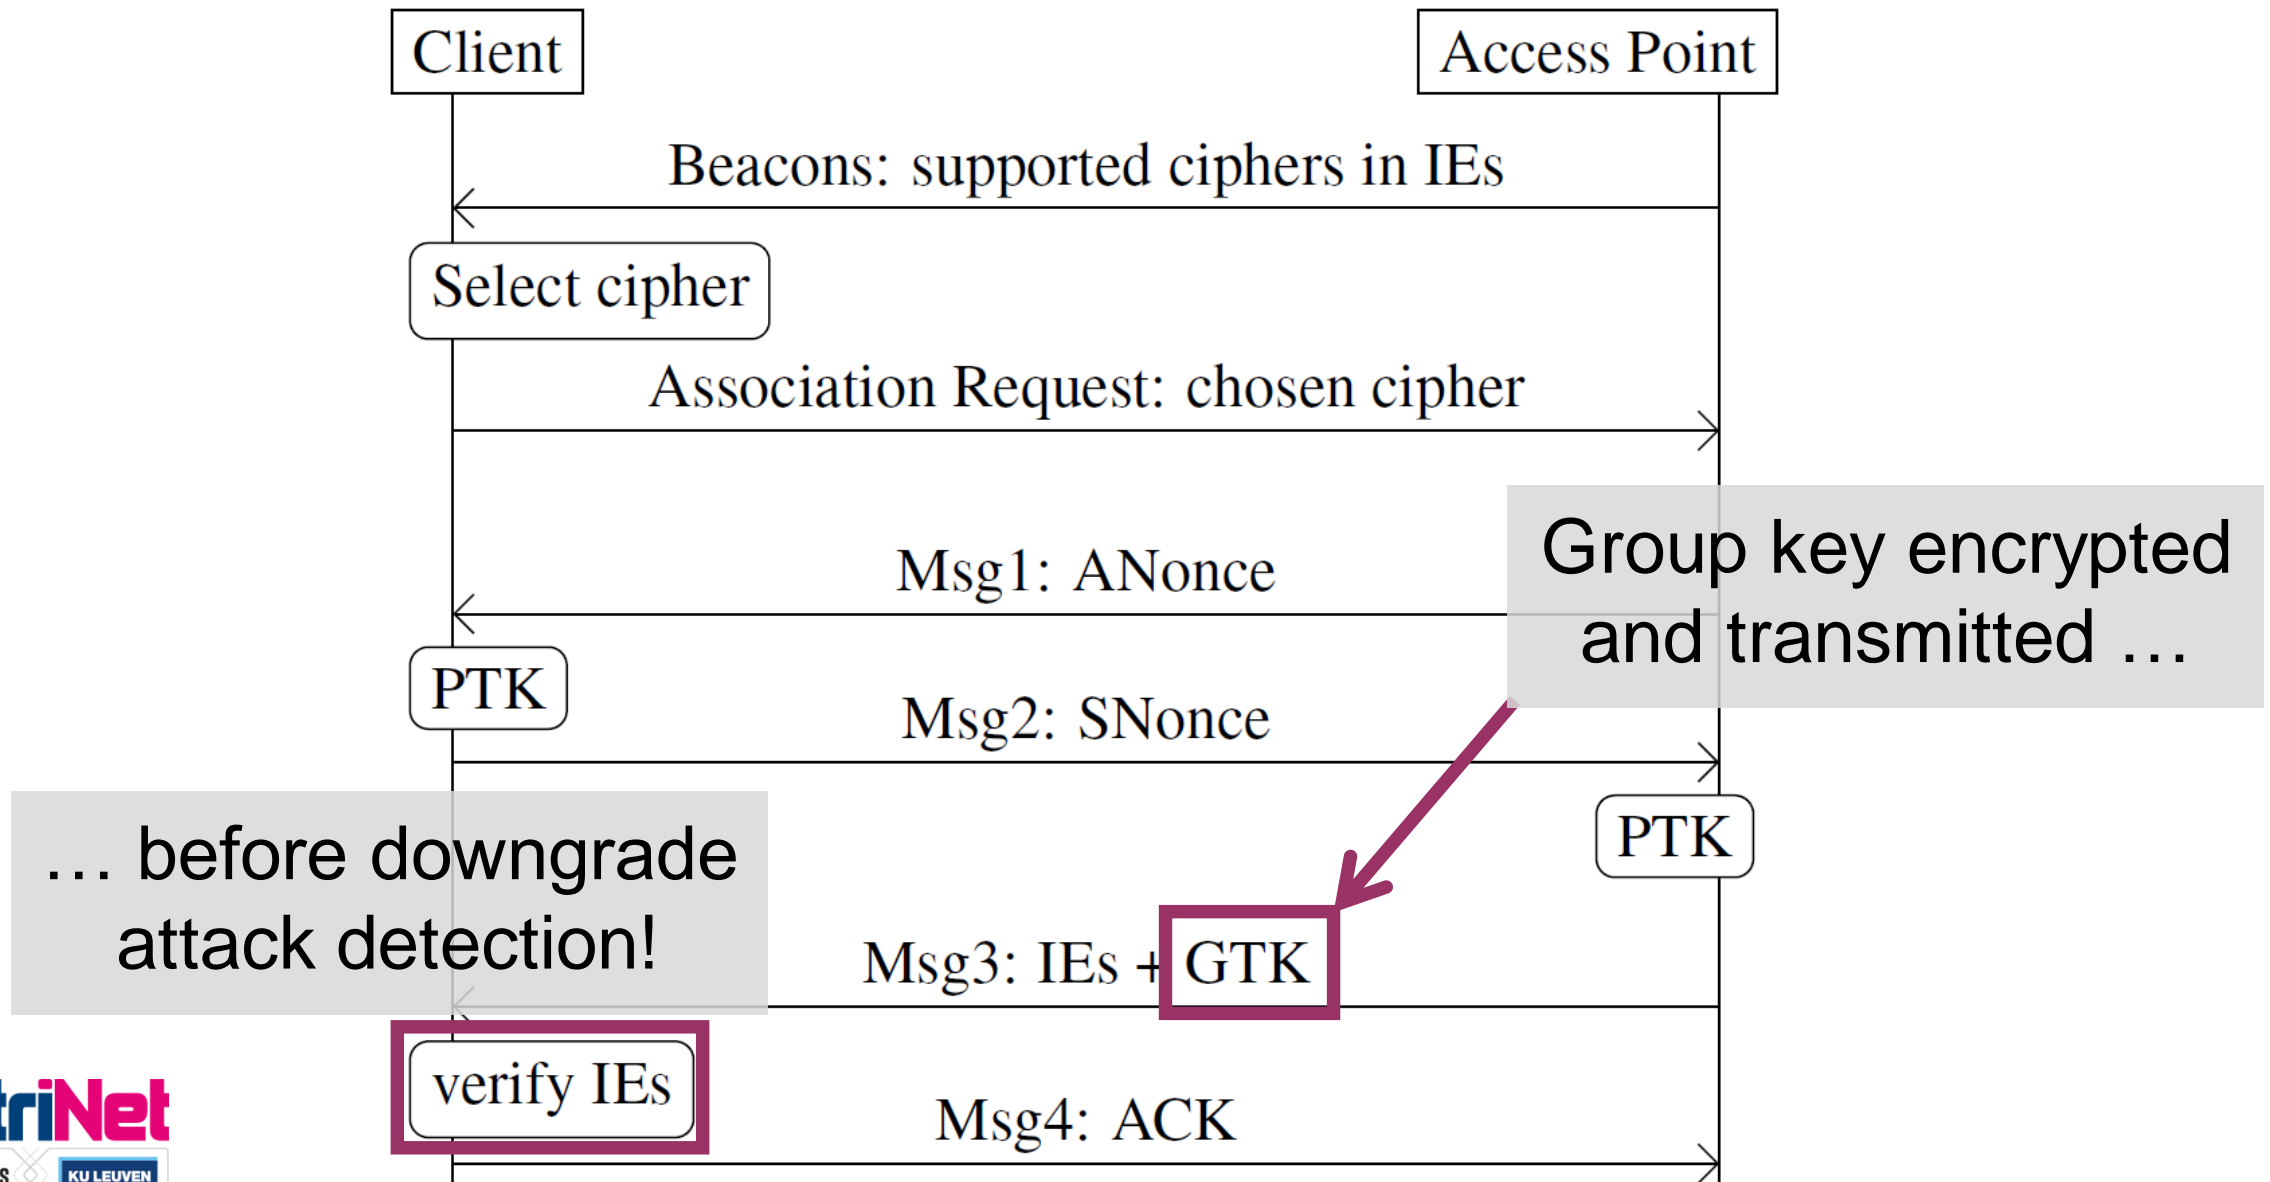 Client
Access Point
Beacons: supported ciphers in IEs
Select cipher
Association Request: chosen cipher
Group key encrypted
and transmitted …
Msg1: ANonce
PTK
Msg2: SNonce
PTK
… before downgrade
attack detection!
Msg3: IEs + GTK
verify IEs
Msg4: ACK
triNet
KU LEUVEN